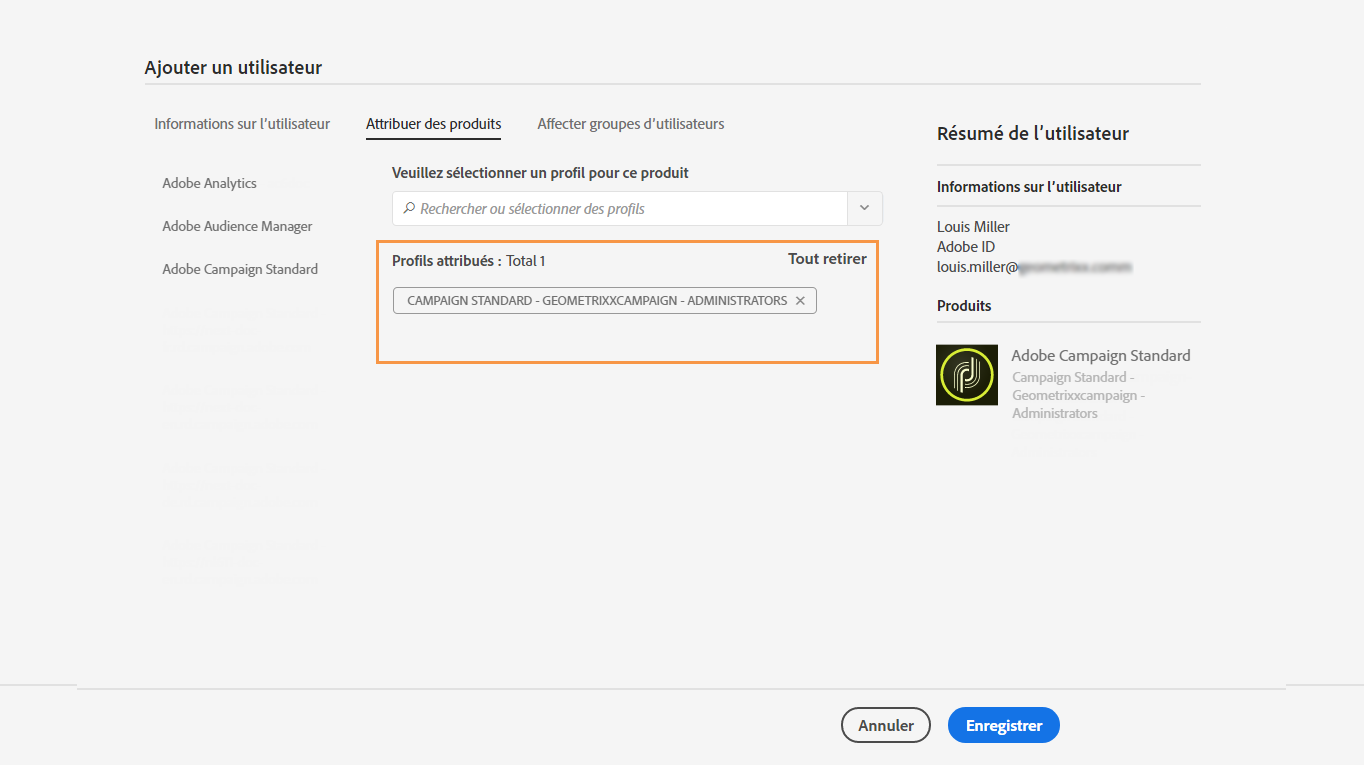 Ajouter un utilisateur
Informations sur l’utilisateur
Attribuer des produits
Affecter groupes d’utilisateurs
Adobe Analytics
Adobe Audience Manager
Adobe Campaign Standard
Veuillez sélectionner un profil pour ce produit
Rechercher ou sélectionner des profils
Profils attribués : Total 1
Tout retirer
CAMPAIGN STANDARD - GEOMETRIXXCAMPAIGN - ADMINISTRATORS ×
Résumé de l’utilisateur
Informations sur l’utilisateur
Louis Miller
Adobe ID
louis.miller@
Produits
Adobe Campaign Standard
Campaign Standard -
Geometrixxcampaign -
Administrators
Annuler
Enregistrer